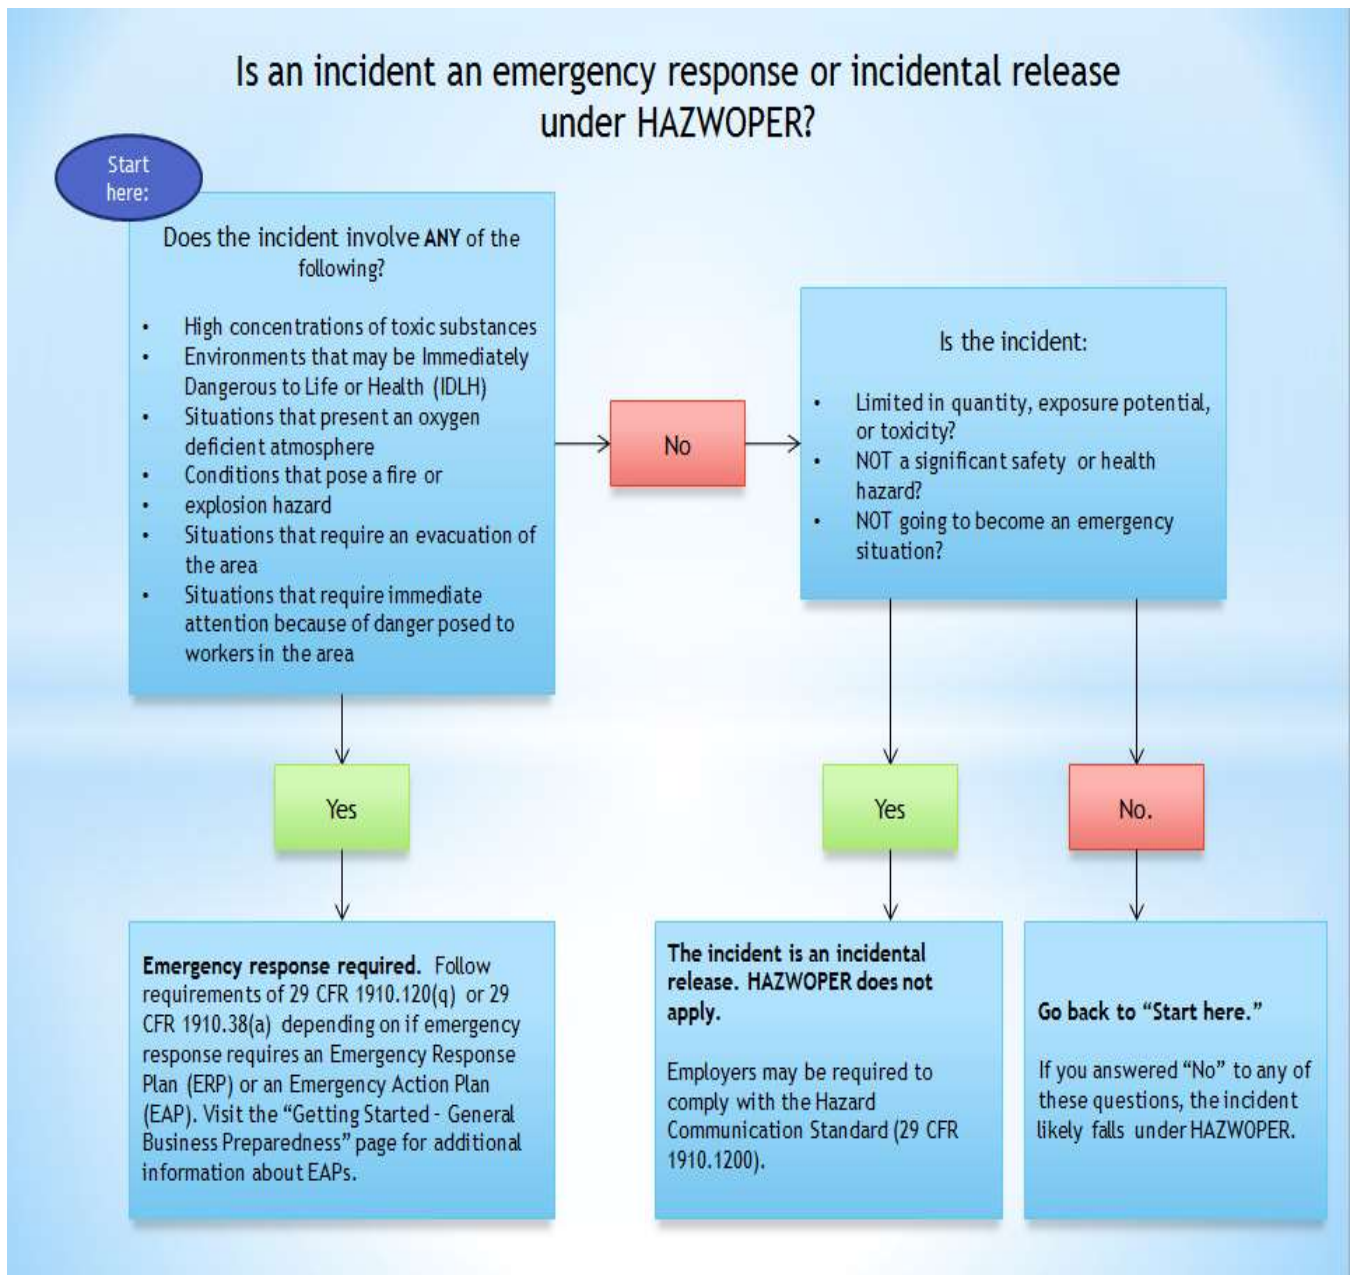 Is an incident an emergency response or incidental release
under HAZWOPER?
Start
here:
Does the incident involve ANY of the
following?
• High concentrations of toxic substances
• Environments that may be Immediately
Dangerous to Life or Health (IDLH)
• Situations that present an oxygen
deficient atmosphere
• Conditions that pose a fire or
• explosion hazard
• Situations that require an evacuation of
the area
• Situations that require immediate
attention because of danger posed to
workers in the area
No
Is the incident:
• Limited in quantity, exposure potential,
or toxicity?
• NOT a significant safety or health
hazard?
• NOT going to become an emergency
situation?
Yes
Yes
No.
Emergency response required. Follow
requirements of 29 CFR 1910.120(q) or 29
CFR 1910.38(a) depending on if emergency
response requires an Emergency Response
Plan (ERP) or an Emergency Action Plan
(EAP). Visit the “Getting Started - General
Business Preparedness” page for additional
information about EAPs.
The incident is an incidental
release. HAZWOPER does not
apply.
Employers may be required to
comply with the Hazard
Communication Standard (29 CFR
1910.1200).
Go back to “Start here.”
If you answered “No” to any of
these questions, the incident
likely falls under HAZWOPER.